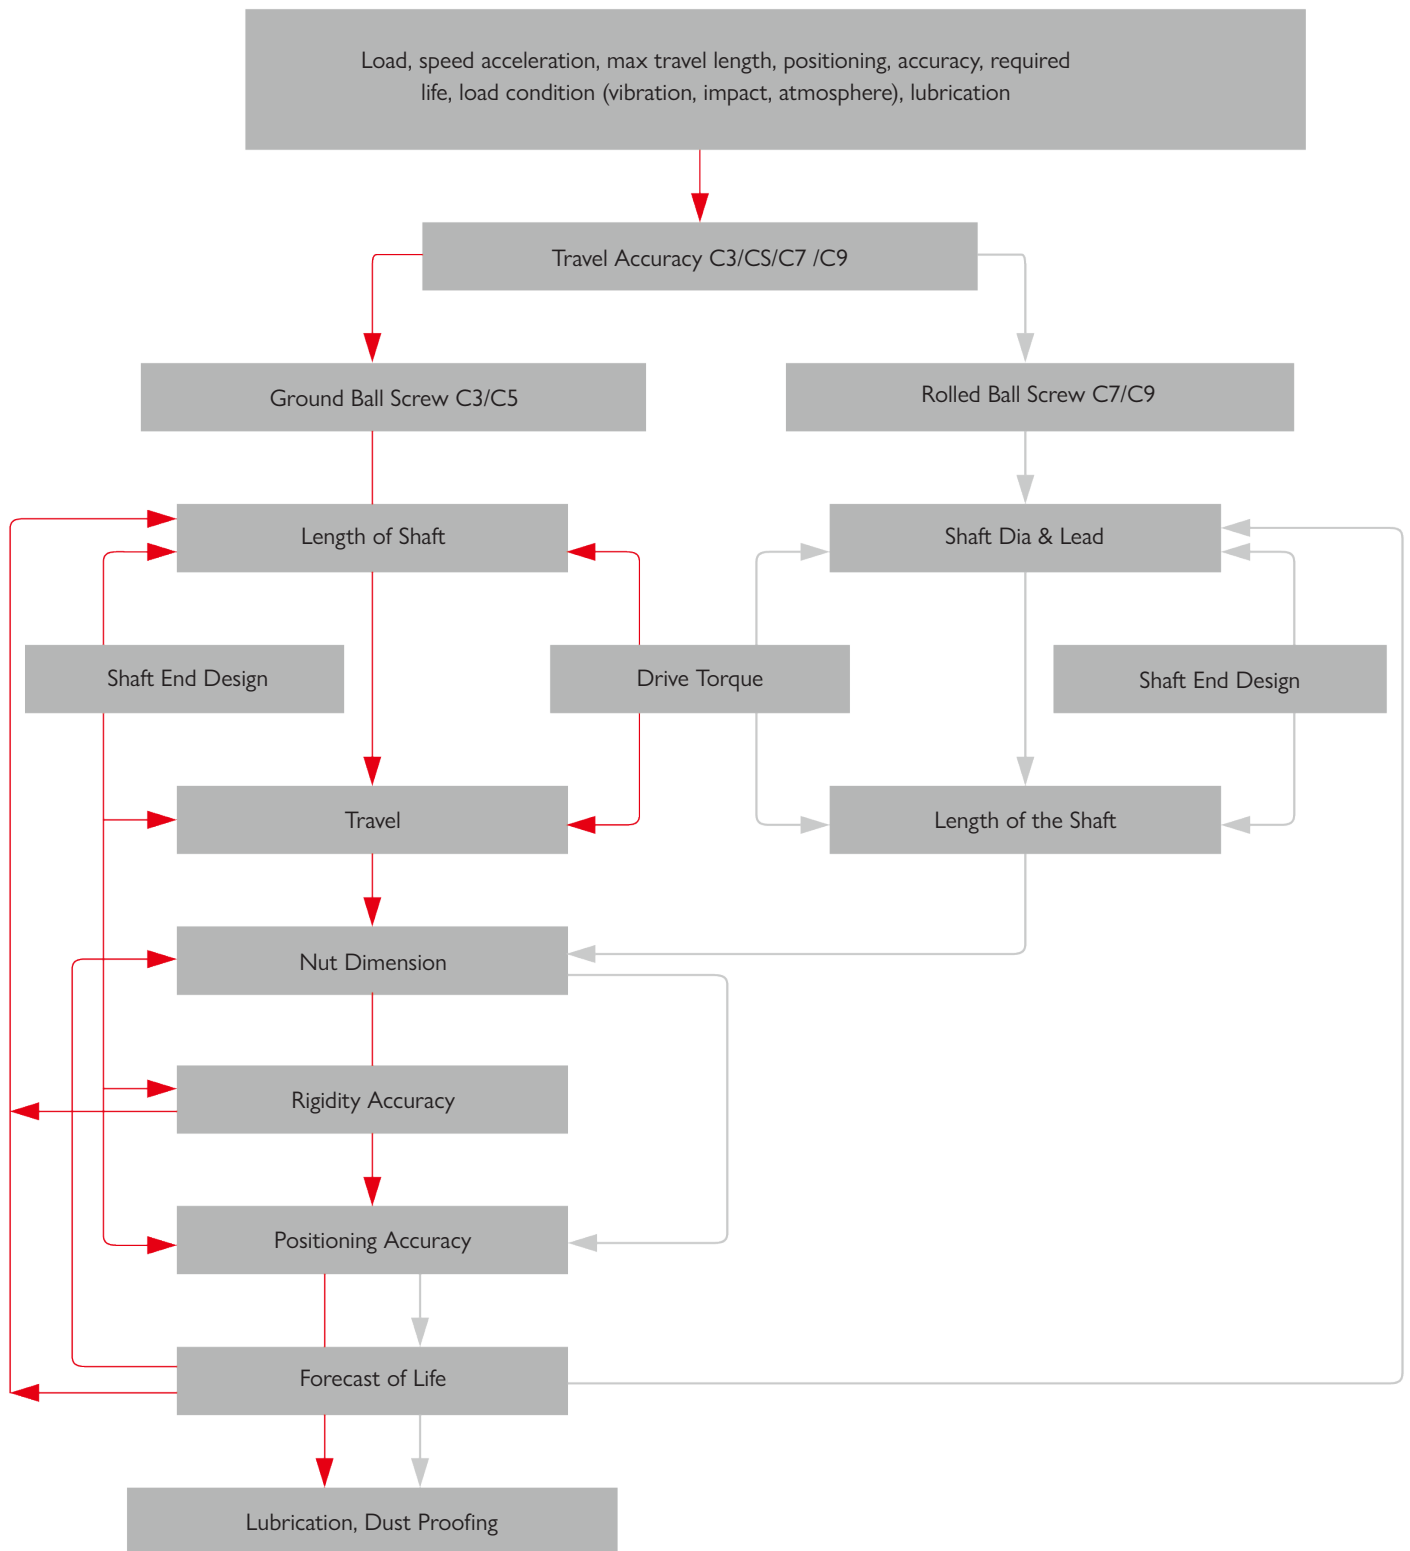 Load, speed acceleration, max travel length, positioning, accuracy, required
life, load condition (vibration, impact, atmosphere), lubrication
Travel Accuracy C3/CS/C7 /C9
Ground Ball Screw C3/C5
Rolled Ball Screw C7/C9
Length of Shaft
Shaft Dia & Lead
Shaft End Design
Drive Torque
Shaft End Design
Travel
Length of the Shaft
Nut Dimension
Rigidity Accuracy
Positioning Accuracy
Forecast of Life
Lubrication, Dust Proofing